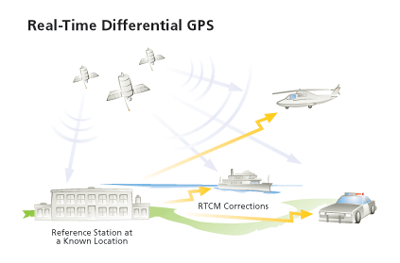 Real-Time Differential GPS
RTCM Corrections
Reference Station at
a Known Location